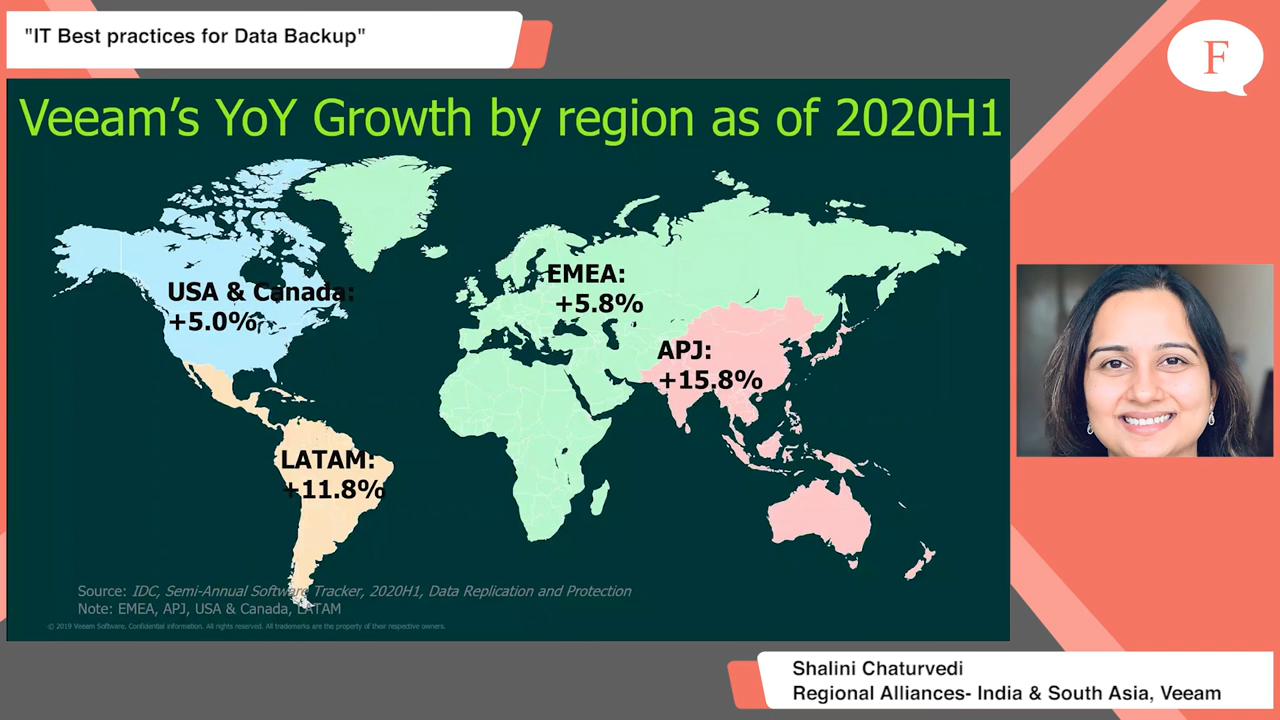 "IT Best practices for Data Backup"
F
Veeam's YoY Growth by region as of 2020H1
USA & Canada:
+5.0%
EMEA:
+5.8%
APJ:
+15.8%
LATAM:
+11.8%
Source: IDC, Semi-Annual Software Tracker, 2020H1, Data Replication and Protection
Note: EMEA, APJ, USA & Canada, LATAM
© 2019 Veeam Software. Confidential information. All rights reserved. All trademarks are the property of their respective owners.
Shalini Chaturvedi
Regional Alliances- India & South Asia, Veeam